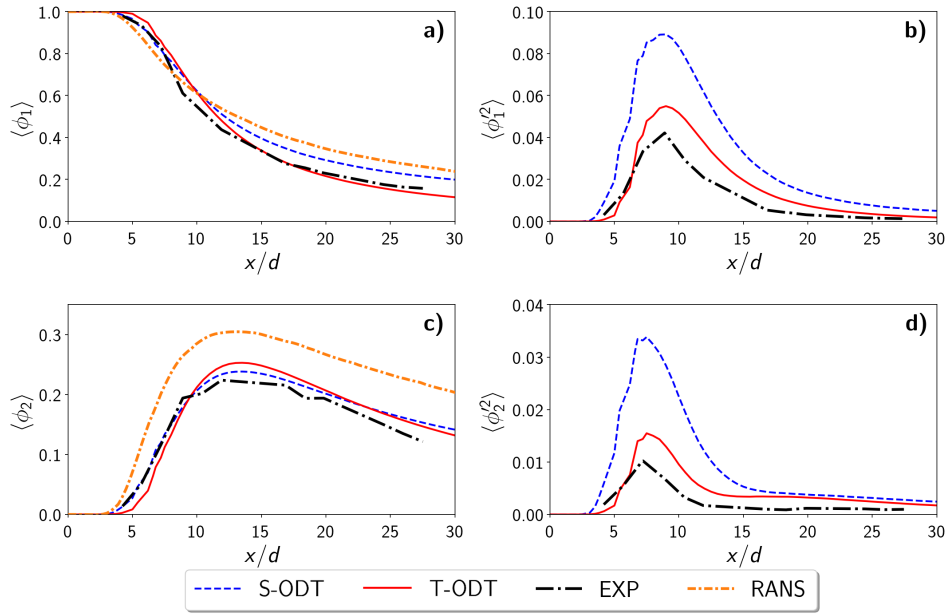 a)
⟨ϕ₁⟩
1.0
0.8
0.6
0.4
0.2
0.0
0 5 10 15 20 25 30
x/d
b)
⟨ϕ₁′²⟩
0.10
0.08
0.06
0.04
0.02
0.00
0 5 10 15 20 25 30
x/d
c)
⟨ϕ₂⟩
0.3
0.2
0.1
0.0
0 5 10 15 20 25 30
x/d
d)
⟨ϕ₂′²⟩
0.04
0.03
0.02
0.01
0.00
0 5 10 15 20 25 30
x/d
S-ODT T-ODT EXP RANS